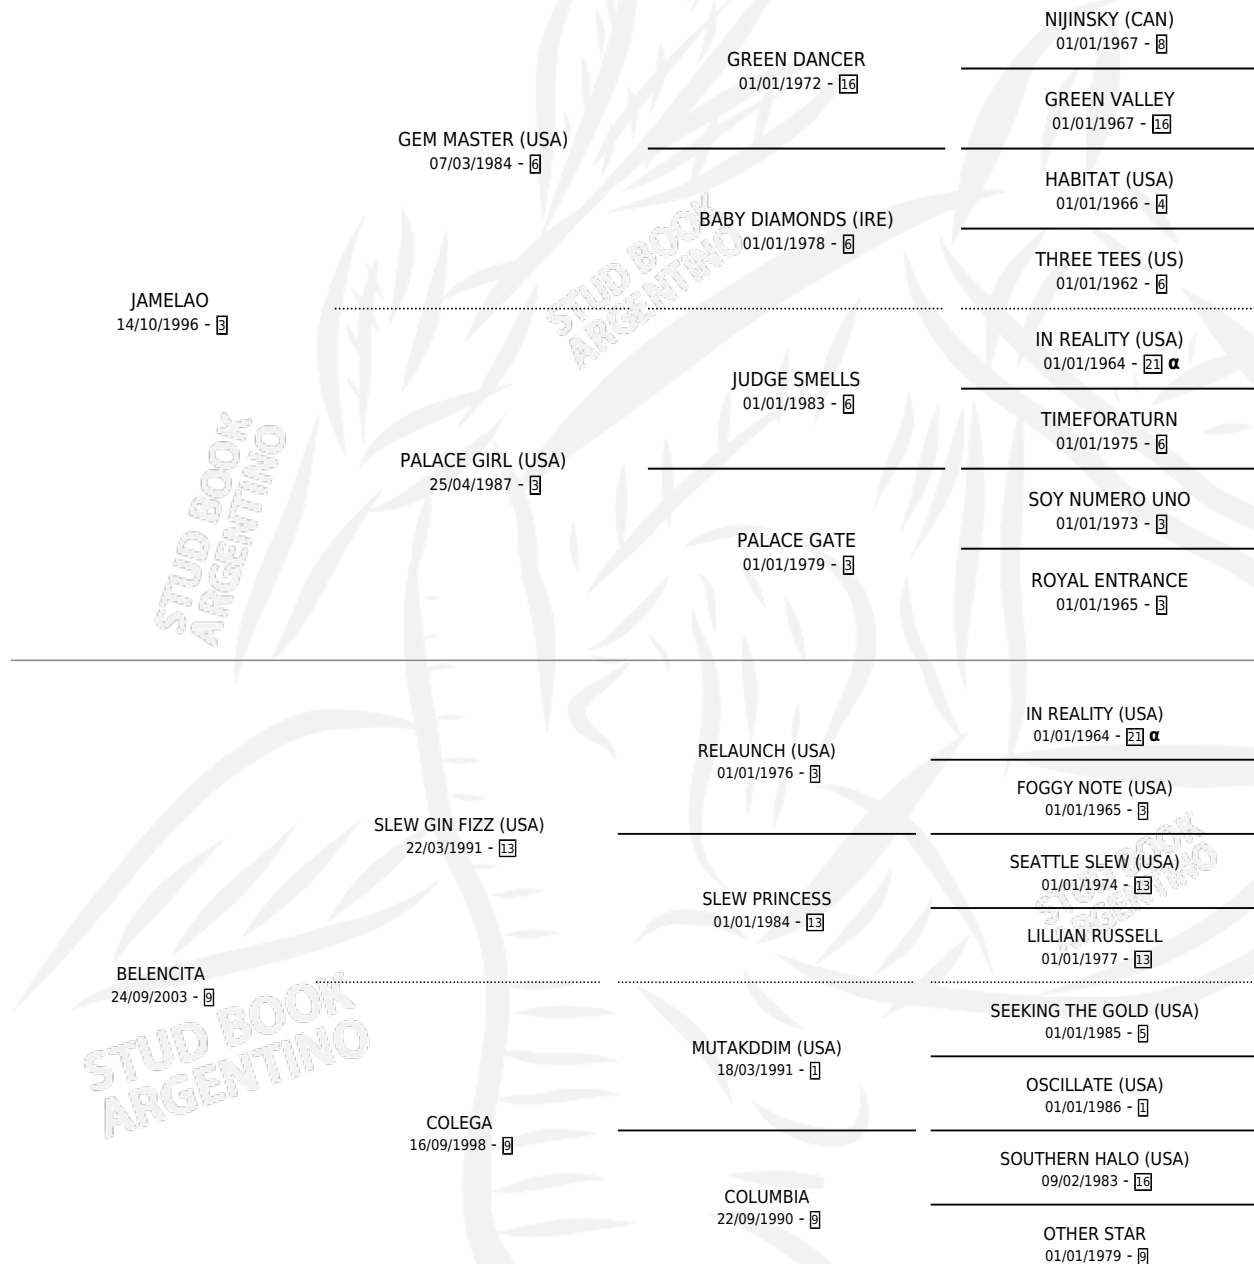 NIJINSKY (CAN)
01/01/1967 - 8
GREEN DANCER
01/01/1972 - 16
GREEN VALLEY
01/01/1967 - 16
GEM MASTER (USA)
07/03/1984 - 6
HABITAT (USA)
01/01/1966 - 4
BABY DIAMONDS (IRE)
01/01/1978 - 6
THREE TEES (US)
01/01/1962 - 6
JAMELAO
14/10/1996 - 3
IN REALITY (USA)
01/01/1964 - 21 α
JUDGE SMELLS
01/01/1983 - 6
TIMEFORATURN
01/01/1975 - 6
PALACE GIRL (USA)
25/04/1987 - 3
SOY NUMERO UNO
01/01/1973 - 3
PALACE GATE
01/01/1979 - 3
ROYAL ENTRANCE
01/01/1965 - 3
IN REALITY (USA)
01/01/1964 - 21 α
RELAUNCH (USA)
01/01/1976 - 3
FOGGY NOTE (USA)
01/01/1965 - 3
SLEW GIN FIZZ (USA)
22/03/1991 - 13
SEATTLE SLEW (USA)
01/01/1974 - 13
SLEW PRINCESS
01/01/1984 - 13
LILLIAN RUSSELL
01/01/1977 - 13
BELENCITA
24/09/2003 - 9
SEEKING THE GOLD (USA)
01/01/1985 - 5
MUTAKDDIM (USA)
18/03/1991 - 1
OSCILLATE (USA)
01/01/1986 - 1
COLEGA
16/09/1998 - 9
SOUTHERN HALO (USA)
09/02/1983 - 16
COLUMBIA
22/09/1990 - 9
OTHER STAR
01/01/1979 - 9
STUD BOOK
ARGENTINO
STUD BOOK
ARGENTINO
STUD BOOK
ARGENTINO
STUD BOOK
ARGENTINO